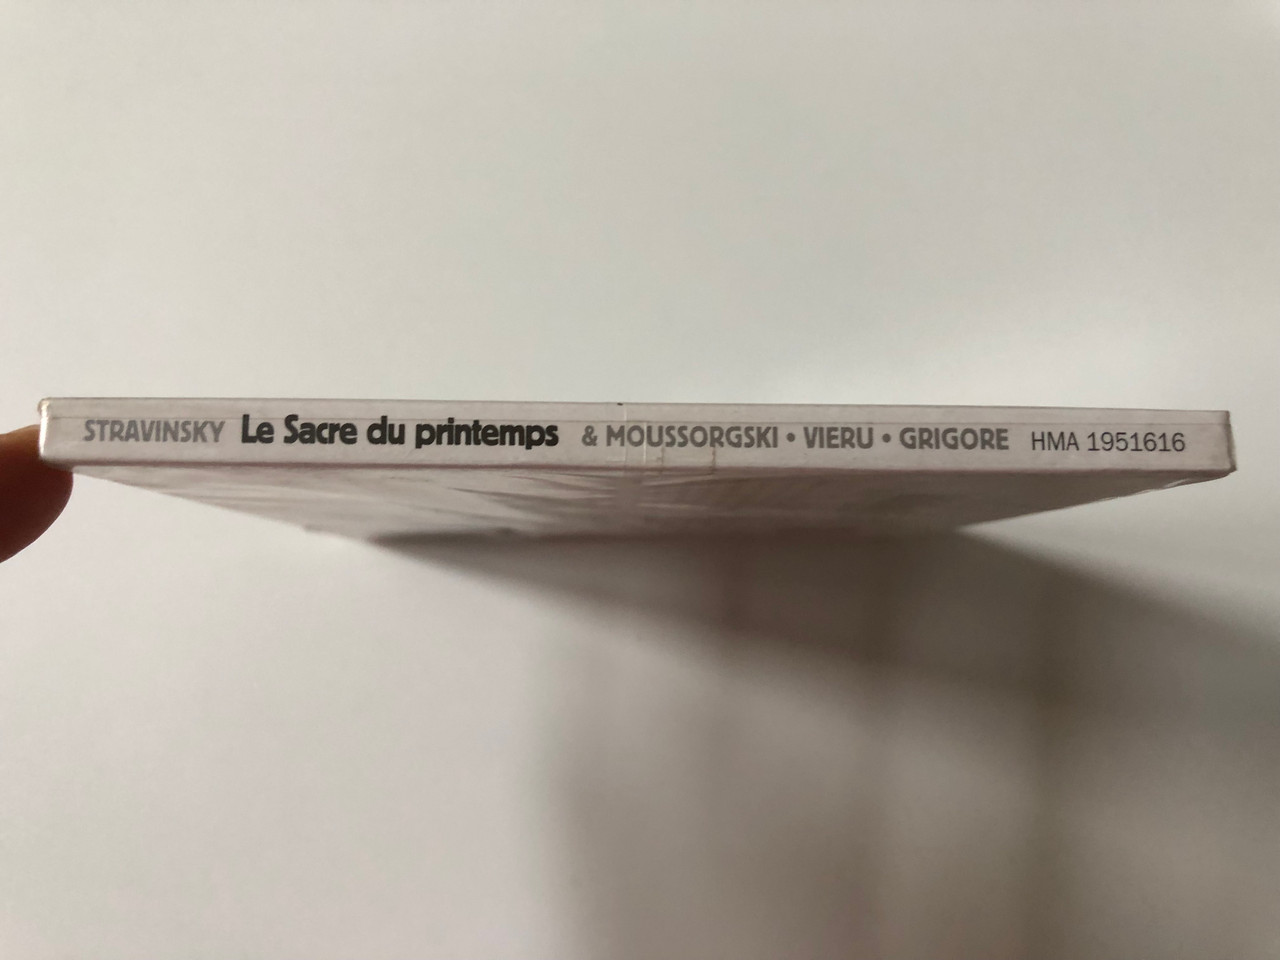 STRAVINSKY Le Sacre du printemps & MOUSSORGSKI • VIERU • GRIGORE HMA 1951616